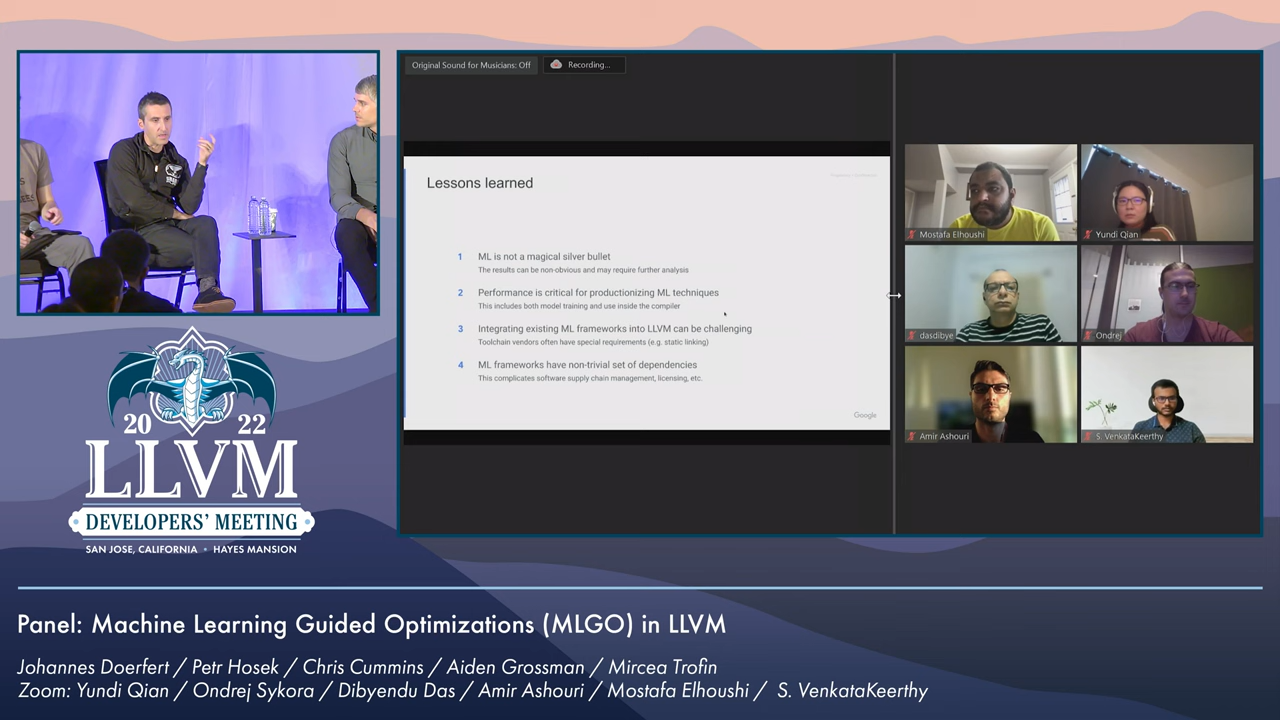 Original Sound for Musicians: Off
Recording...
Lessons learned
1 ML is not a magical silver bullet
The results can be non-obvious and may require further analysis
2 Performance is critical for productionizing ML techniques
This includes both model training and use inside the compiler
3 Integrating existing ML frameworks into LLVM can be challenging
Toolchain vendors often have special requirements (e.g. static linking)
4 ML frameworks have non-trivial set of dependencies
This complicates software supply chain management, licensing, etc.
Google
Mostafa Elhoushi
Yundi Qian
dasdibye
Ondrej
Amir Ashouri
S. VenkataKeerthy
20 22
LLVM
DEVELOPERS' MEETING
SAN JOSE, CALIFORNIA • HAYES MANSION
Panel: Machine Learning Guided Optimizations (MLGO) in LLVM
Johannes Doerfert / Petr Hosek / Chris Cummins / Aiden Grossman / Mircea Trofin
Zoom: Yundi Qian / Ondrej Sykora / Dibyendu Das / Amir Ashouri / Mostafa Elhoushi / S. VenkataKeerthy